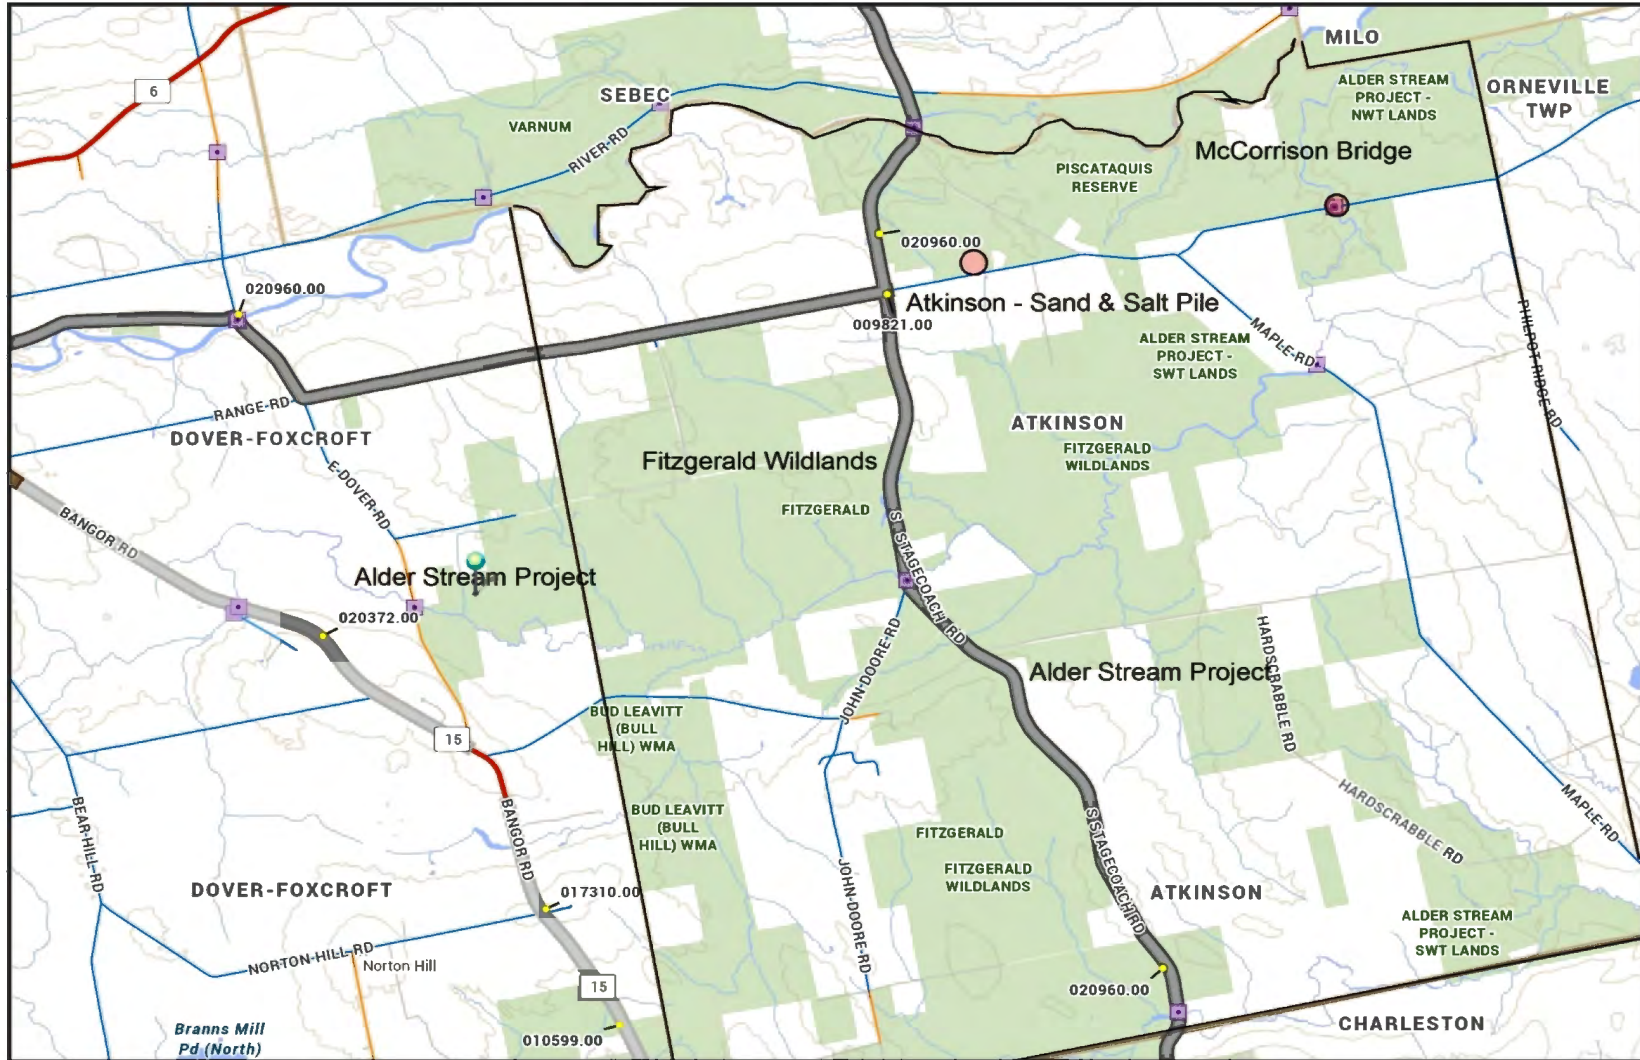 MILO
6
SEBEC
ALDER STREAM
PROJECT -
NWT LANDS
ORNEVILLE
TWP
VARNUM
RIVER-RD
McCorrison Bridge
PISCATAQUIS
RESERVE
020960.00
020960.00
Atkinson - Sand & Salt Pile
009821.00
PHILPOT-RIDGE-RD
MAPLE-RD
ALDER STREAM
PROJECT -
SWT LANDS
RANGE-RD
DOVER-FOXCROFT
ATKINSON
FITZGERALD
WILDLANDS
Fitzgerald Wildlands
E-DOVER-RD
FITZGERALD
BANGOR RD
S STAGECOACH RD
Alder Stream Project
020372.00
JOHN-DOORE-RD
HARDSCRABBLE RD
Alder Stream Project
BUD LEAVITT
(BULL
HILL) WMA
15
BEAR-HILL-RD
BANGOR RD
BUD LEAVITT
(BULL
HILL) WMA
HARDSCRABBLE RD
MAPLE-RD
S STAGECOACH RD
FITZGERALD
FITZGERALD
WILDLANDS
JOHN-DOORE-RD
DOVER-FOXCROFT
017310.00
ATKINSON
ALDER STREAM
PROJECT -
SWT LANDS
NORTON-HILL-RD
Norton Hill
15
020960.00
Branns Mill
Pd (North)
010599.00
CHARLESTON